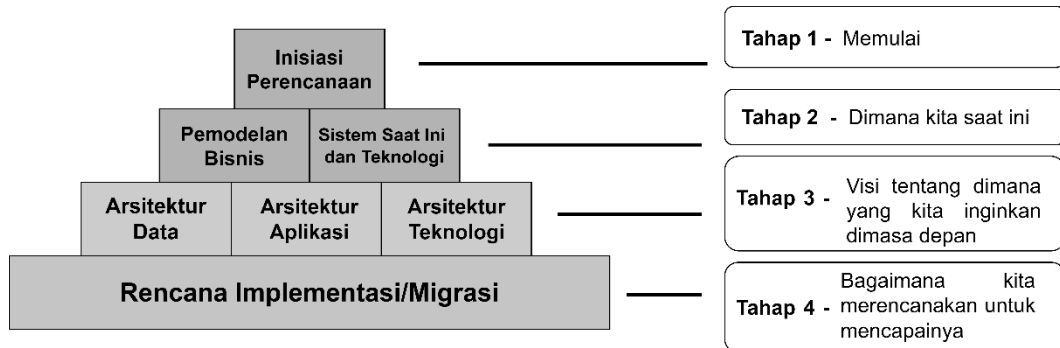 Inisiasi
Perencanaan
Tahap 1 - Memulai
Pemodelan
Bisnis
Sistem Saat Ini
dan Teknologi
Tahap 2 - Dimana kita saat ini
Arsitektur
Data
Arsitektur
Aplikasi
Arsitektur
Teknologi
Tahap 3 - Visi tentang dimana
yang kita inginkan
dimasa depan
Rencana Implementasi/Migrasi
Tahap 4 - Bagaimana kita
merencanakan untuk
mencapainya